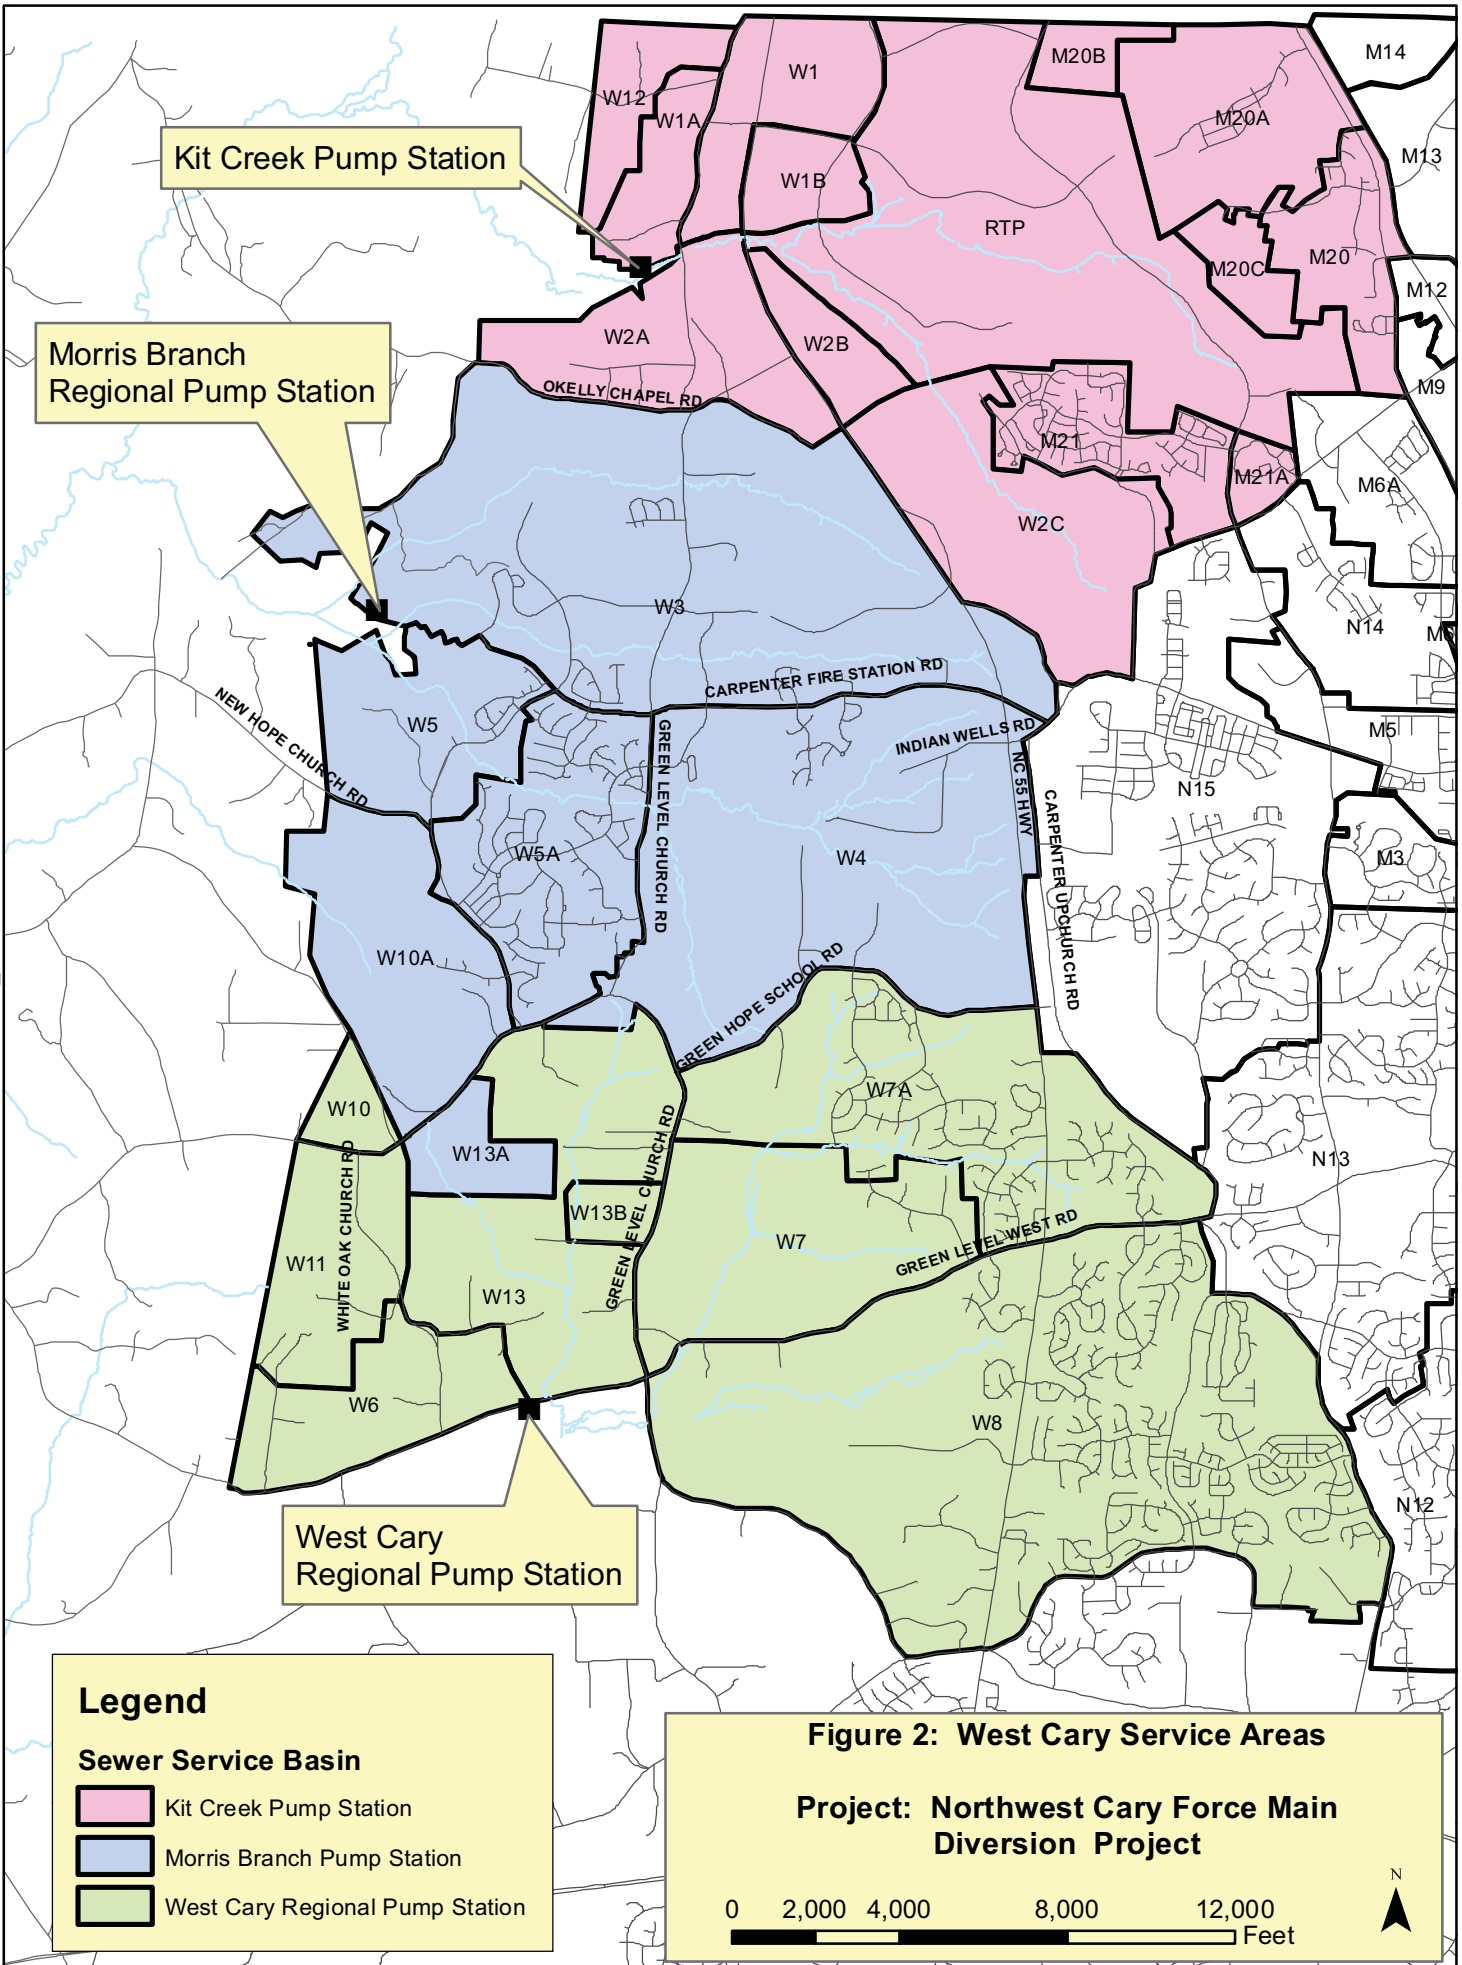 M14
W1
M20B
W12
W1A
M20A
M13
Kit Creek Pump Station
W1B
RTP
M20
M20C
M12
W2A
W2B
Morris Branch
Regional Pump Station
OKELLY CHAPEL RD
M9
M21
M21A
M6A
W2C
W3
N14
CARPENTER FIRE STATION RD
NEW HOPE CHURCH RD
W5
GREEN LEVEL CHURCH RD
INDIAN WELLS RD
NC 55 HWY
M5
N15
CARPENTER UPCHURCH RD
W5A
W4
M3
W10A
GREEN HOPE SCHOOL RD
W7A
W10
WHITE OAK CHURCH RD
W13A
GREEN LEVEL CHURCH RD
N13
W13B
W7
GREEN LEVEL WEST RD
W11
W13
W6
W8
N12
West Cary
Regional Pump Station
Legend
Sewer Service Basin
Kit Creek Pump Station
Morris Branch Pump Station
West Cary Regional Pump Station
Figure 2: West Cary Service Areas
Project: Northwest Cary Force Main
Diversion Project
N
0 2,000 4,000 8,000 12,000
Feet